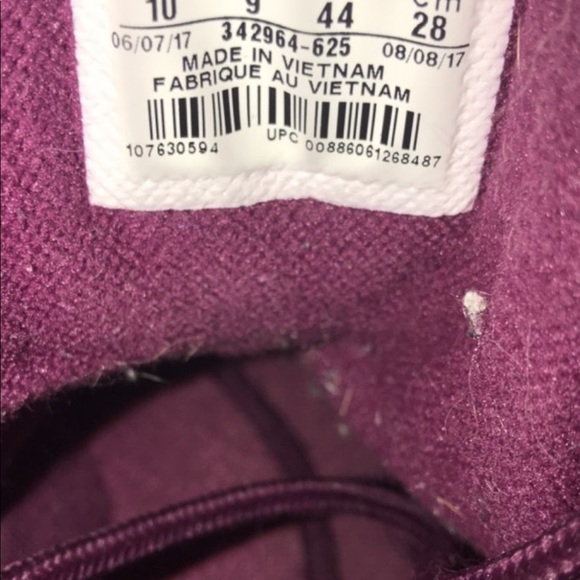 10 9 44 28
06/07/17 342964-625 08/08/17
MADE IN VIETNAM
FABRIQUE AU VIETNAM
107630594 UPC 00886061268487